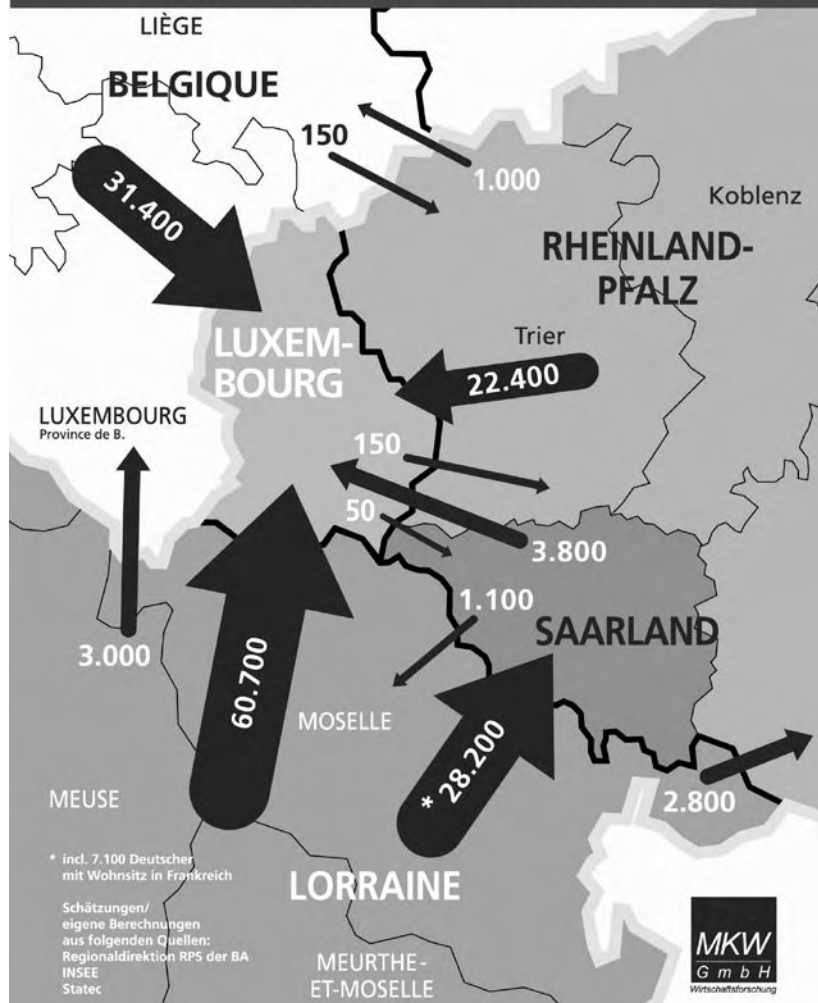 LIÈGE
BELGIQUE
150
1.000
31.400
Koblenz
RHEINLAND-
PFALZ
LUXEM-
BOURG
Trier
22.400
LUXEMBOURG
Province de B.
150
50
3.800
1.100
SAARLAND
3.000
60.700
MOSELLE
* 28.200
MEUSE
2.800
* incl. 7.100 Deutscher
mit Wohnsitz in Frankreich
LORRAINE
Schätzungen/
eigene Berechnungen
aus folgenden Quellen:
Regionaldirektion RPS der BA
INSEE
Statec
MEURTHE-
ET-MOSELLE
MKW
GmbH
Wirtschaftsforschung